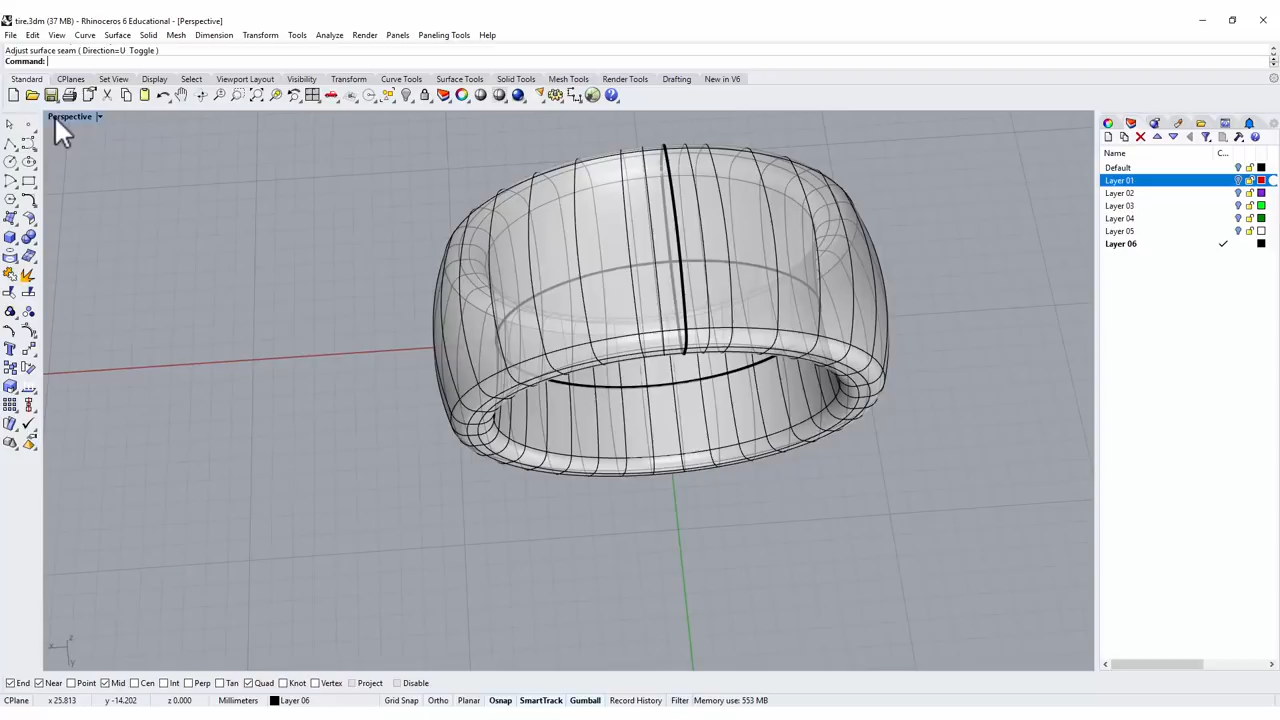 tire.3dm (37 MB) - Rhinoceros 6 Educational - [Perspective]
File Edit View Curve Surface Solid Mesh Dimension Transform Tools Analyze Render Panels Paneling Tools Help
Adjust surface seam ( Direction=U Toggle )
Command:
Standard CPlanes Set View Display Select Viewport Layout Visibility Transform Curve Tools Surface Tools Solid Tools Mesh Tools Render Tools Drafting New in V6
Perspective
Name C...
Default
Layer 01
Layer 02
Layer 03
Layer 04
Layer 05
Layer 06
z
x
y
End Near Point Mid Cen Int Perp Tan Quad Knot Vertex Project Disable
CPlane x 25.813 y -14.202 z 0.000 Millimeters Layer 06 Grid Snap Ortho Planar Osnap SmartTrack Gumball Record History Filter Memory use: 553 MB